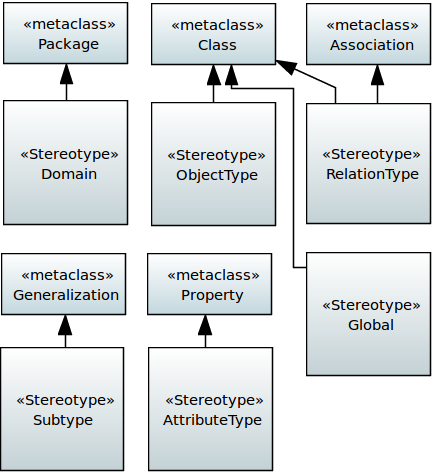 «metaclass»
Package
«metaclass»
Class
«metaclass»
Association
«Stereotype»
Domain
«Stereotype»
ObjectType
«Stereotype»
RelationType
«metaclass»
Generalization
«metaclass»
Property
«Stereotype»
Global
«Stereotype»
Subtype
«Stereotype»
AttributeType